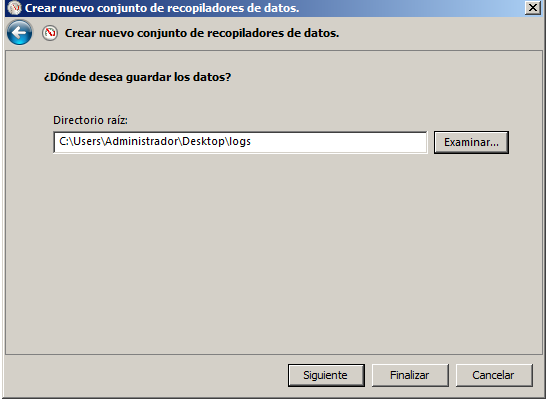 Crear nuevo conjunto de recopiladores de datos.
Crear nuevo conjunto de recopiladores de datos.
¿Dónde desea guardar los datos?
Directorio raíz:
C:\Users\Administrador\Desktop\logs
Examinar...
Siguiente Finalizar Cancelar